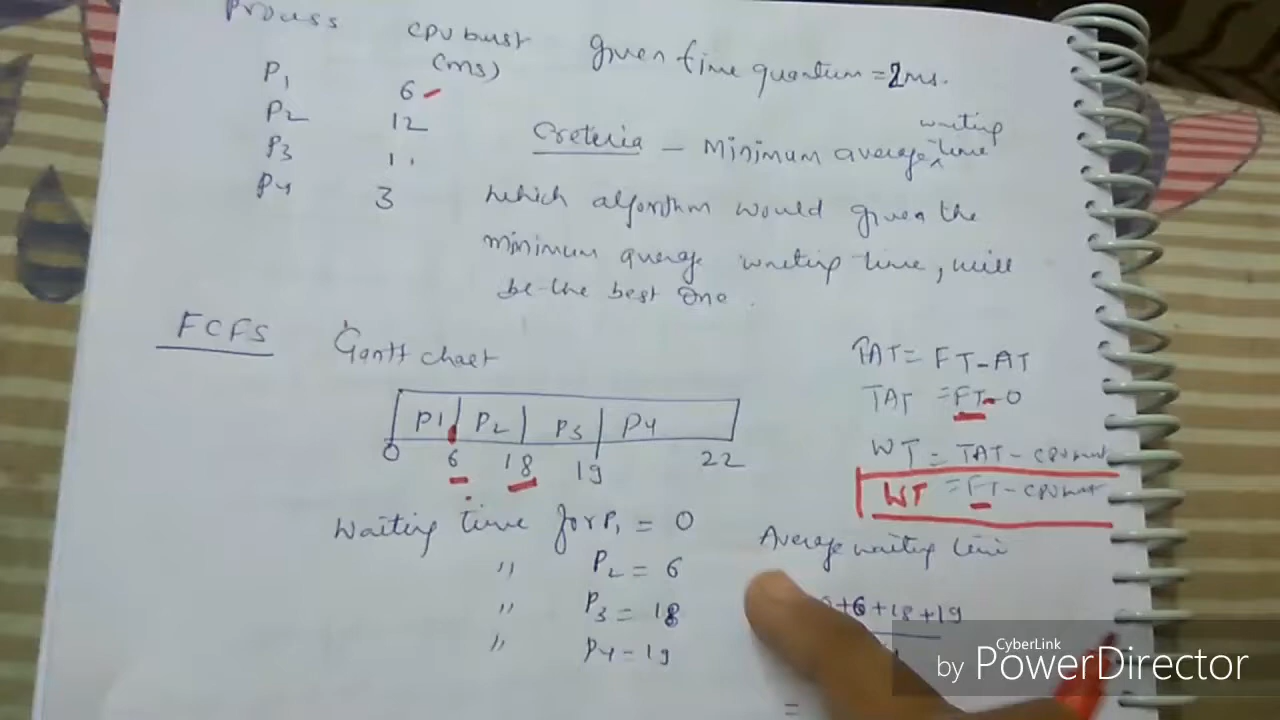 Process CPU bust given time quantum = 2ms.
(ms)
P1 6
P2 12
P3 1
P4 3
Creteria - Minimum average waiting time
which algorithm would given the
minimum average waiting time, will
be the best one.
FCFS Gantt chart
P1 P2 P3 P4
0 6 18 19 22
TAT = FT - AT
TAT = FT - 0
WT = TAT - CPU
WT = FT - CPU
Waiting time for P1 = 0
" P2 = 6
" P3 = 18
" P4 = 19
Average waiting time
+6+18+19
=
CyberLink
by PowerDirector